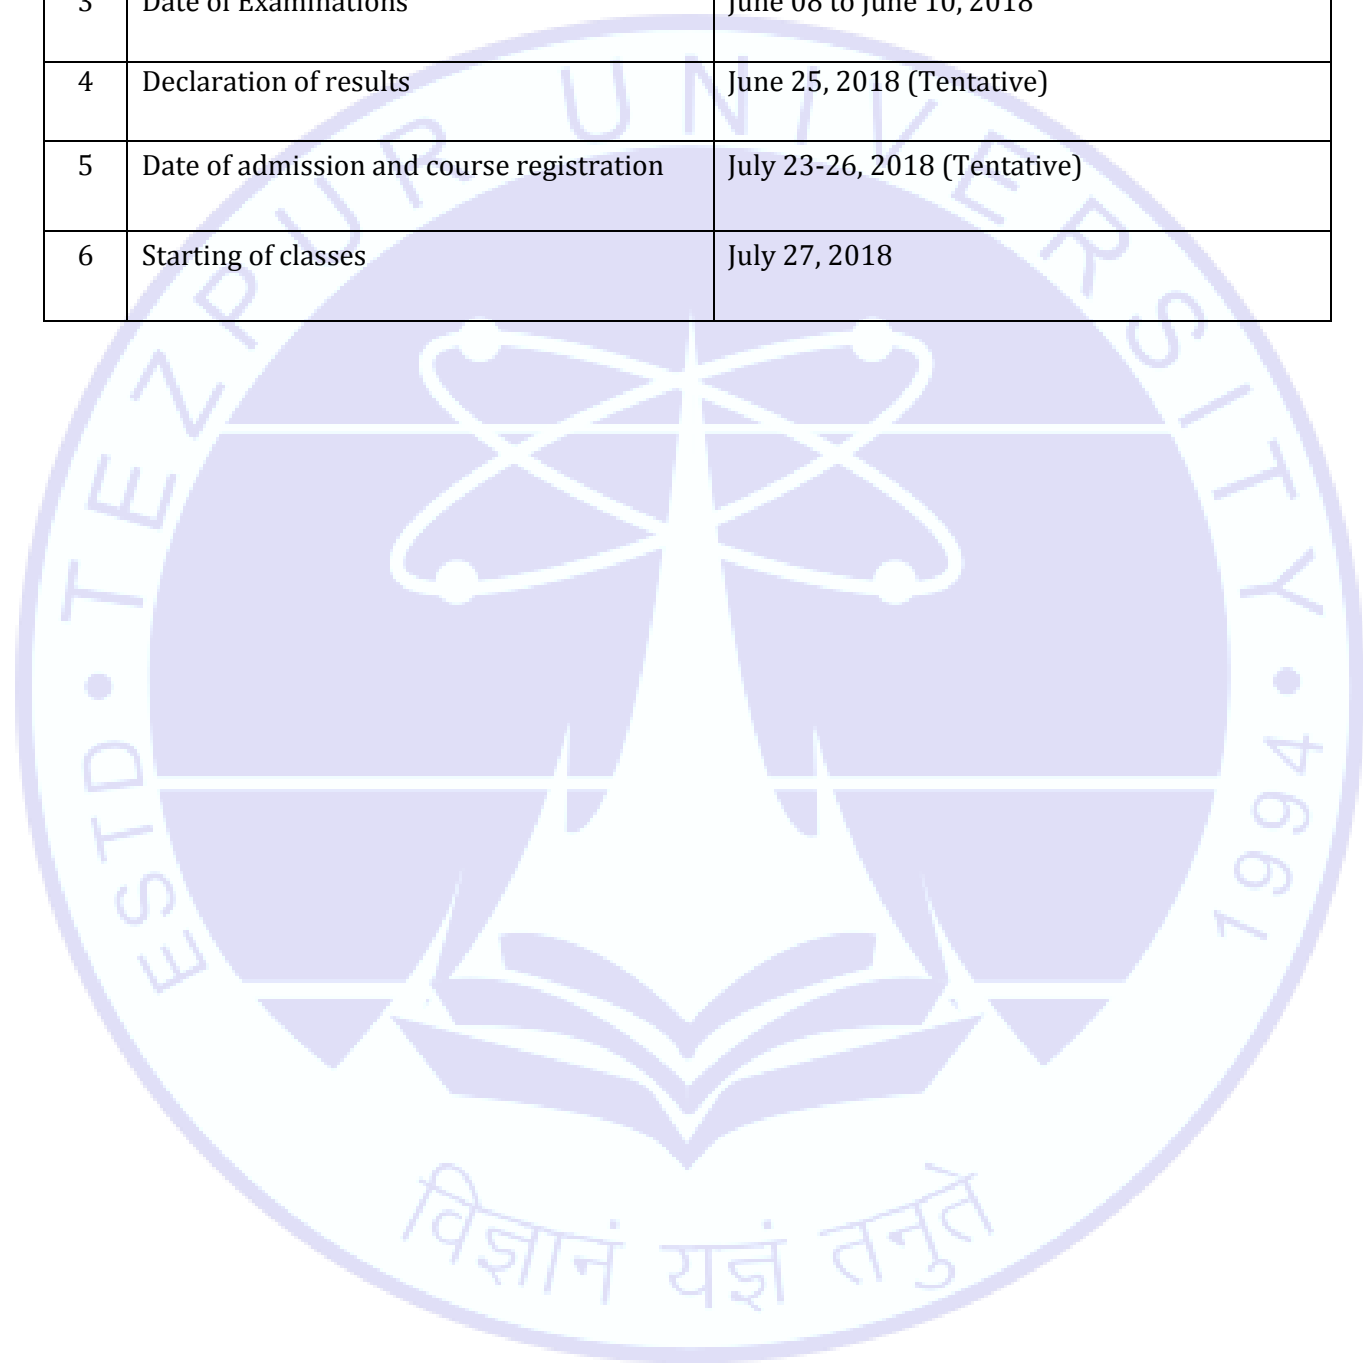 3 Date of Examinations June 08 to June 10, 2018
4 Declaration of results June 25, 2018 (Tentative)
5 Date of admission and course registration July 23-26, 2018 (Tentative)
6 Starting of classes July 27, 2018
TEZPUR UNIVERSITY
ESTD 1994
विज्ञानं यज्ञं तनुते